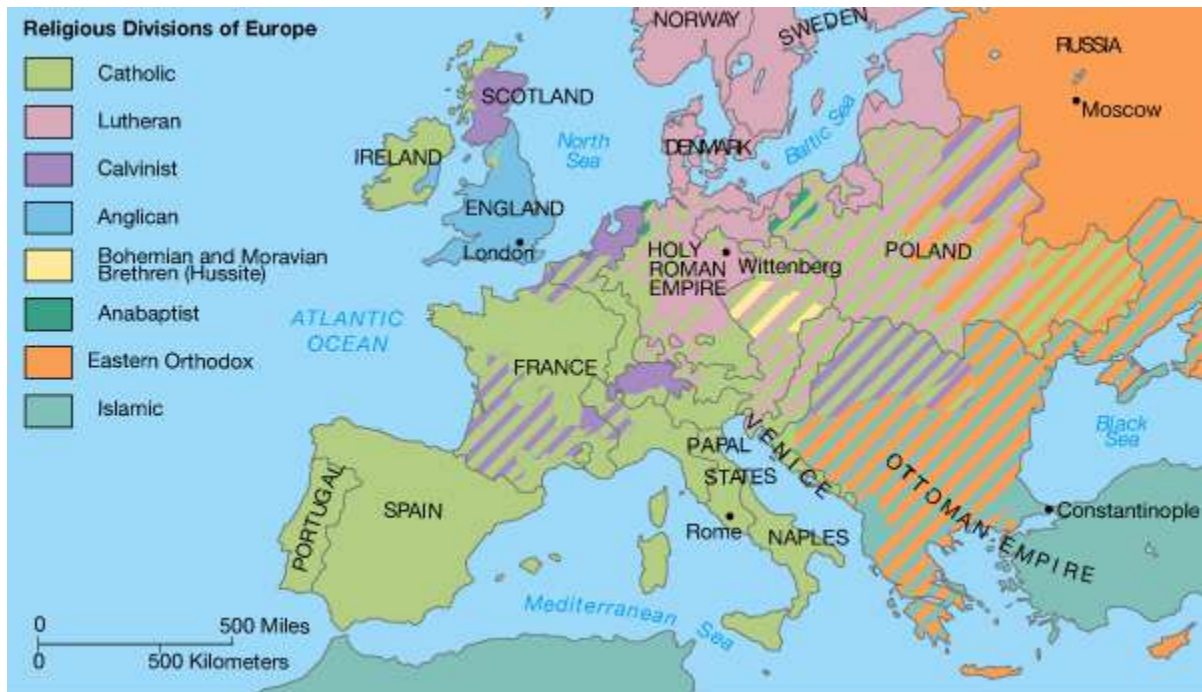 Religious Divisions of Europe
Catholic
Lutheran
Calvinist
Anglican
Bohemian and Moravian
Brethren (Hussite)
Anabaptist
Eastern Orthodox
Islamic
NORWAY
SWEDEN
RUSSIA
Moscow
SCOTLAND
North
Sea
DENMARK
Baltic Sea
IRELAND
ENGLAND
London
HOLY
ROMAN
EMPIRE
Wittenberg
POLAND
ATLANTIC
OCEAN
FRANCE
Black
Sea
PAPAL
STATES
VENICE
OTTOMAN EMPIRE
Constantinople
PORTUGAL
SPAIN
Rome
NAPLES
Mediterranean Sea
0 500 Miles
0 500 Kilometers